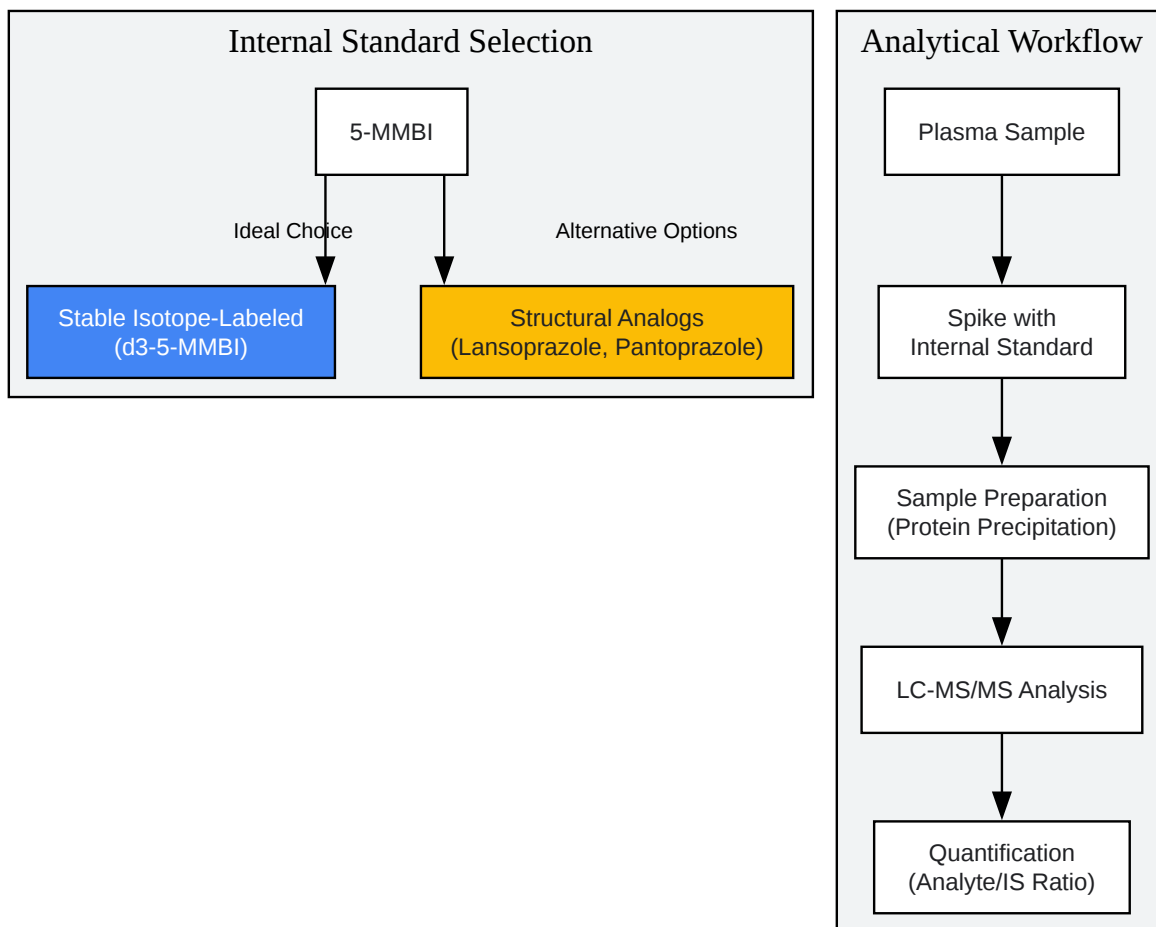 Internal Standard Selection
5-MMBI
Ideal Choice
Alternative Options
Stable Isotope-Labeled
(d3-5-MMBI)
Structural Analogs
(Lansoprazole, Pantoprazole)
Analytical Workflow
Plasma Sample
Spike with
Internal Standard
Sample Preparation
(Protein Precipitation)
LC-MS/MS Analysis
Quantification
(Analyte/IS Ratio)